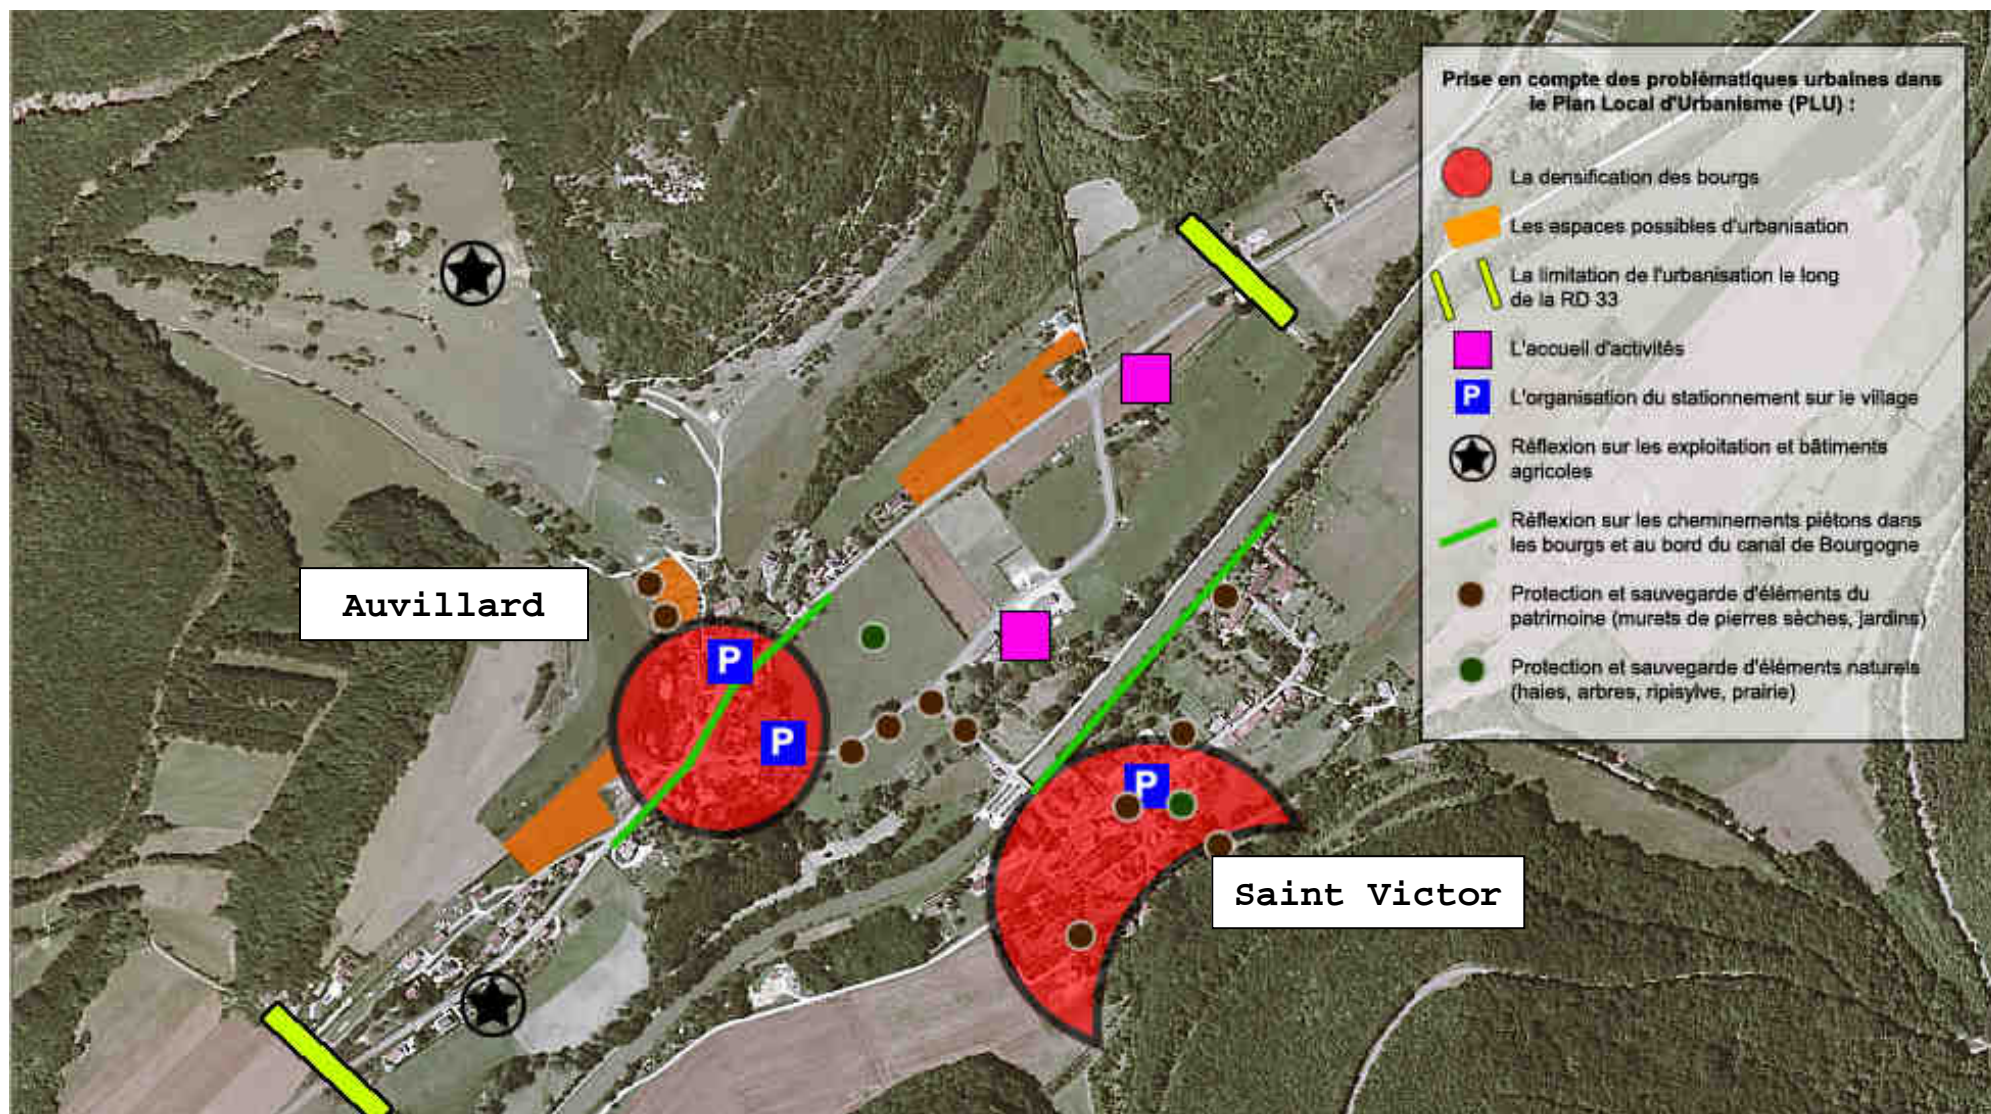 Prise en compte des problématiques urbaines dans
le Plan Local d'Urbanisme (PLU) :
La densification des bourgs
Les espaces possibles d'urbanisation
La limitation de l'urbanisation le long
de la RD 33
L'accueil d'activités
P L'organisation du stationnement sur le village
Réflexion sur les exploitation et bâtiments
agricoles
Réflexion sur les cheminements piétons dans
les bourgs et au bord du canal de Bourgogne
Protection et sauvegarde d'éléments du
patrimoine (murets de pierres sèches, jardins)
Protection et sauvegarde d'éléments naturels
(haies, arbres, ripisylve, prairie)
Auvillard
P
P
P
Saint Victor